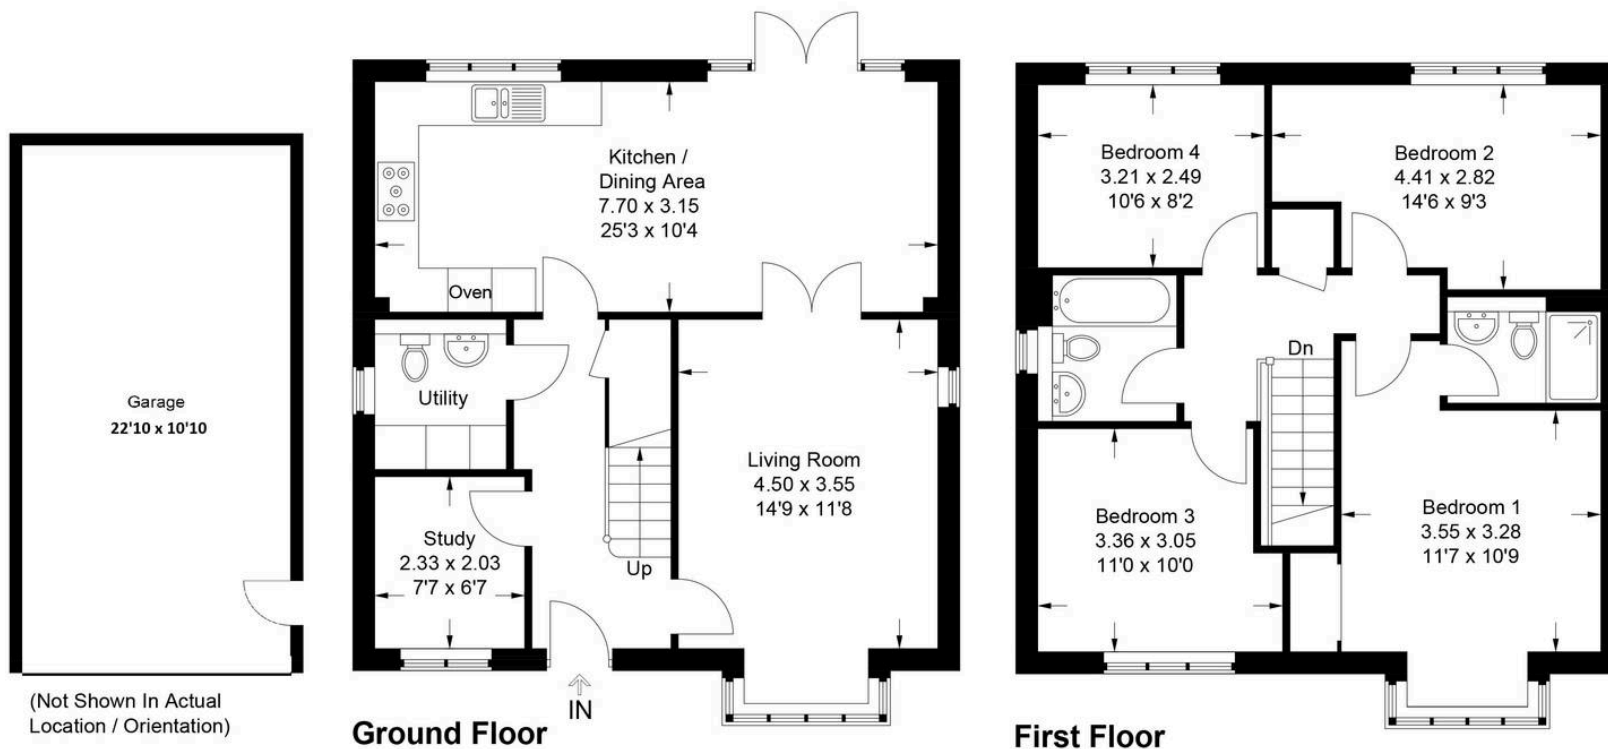 Garage
22'10 x 10'10
(Not Shown In Actual
Location / Orientation)
Kitchen /
Dining Area
7.70 x 3.15
25'3 x 10'4
Oven
Utility
Study
2.33 x 2.03
7'7 x 6'7
Up
Living Room
4.50 x 3.55
14'9 x 11'8
IN
Ground Floor
Bedroom 4
3.21 x 2.49
10'6 x 8'2
Bedroom 2
4.41 x 2.82
14'6 x 9'3
Dn
Bedroom 3
3.36 x 3.05
11'0 x 10'0
Bedroom 1
3.55 x 3.28
11'7 x 10'9
First Floor